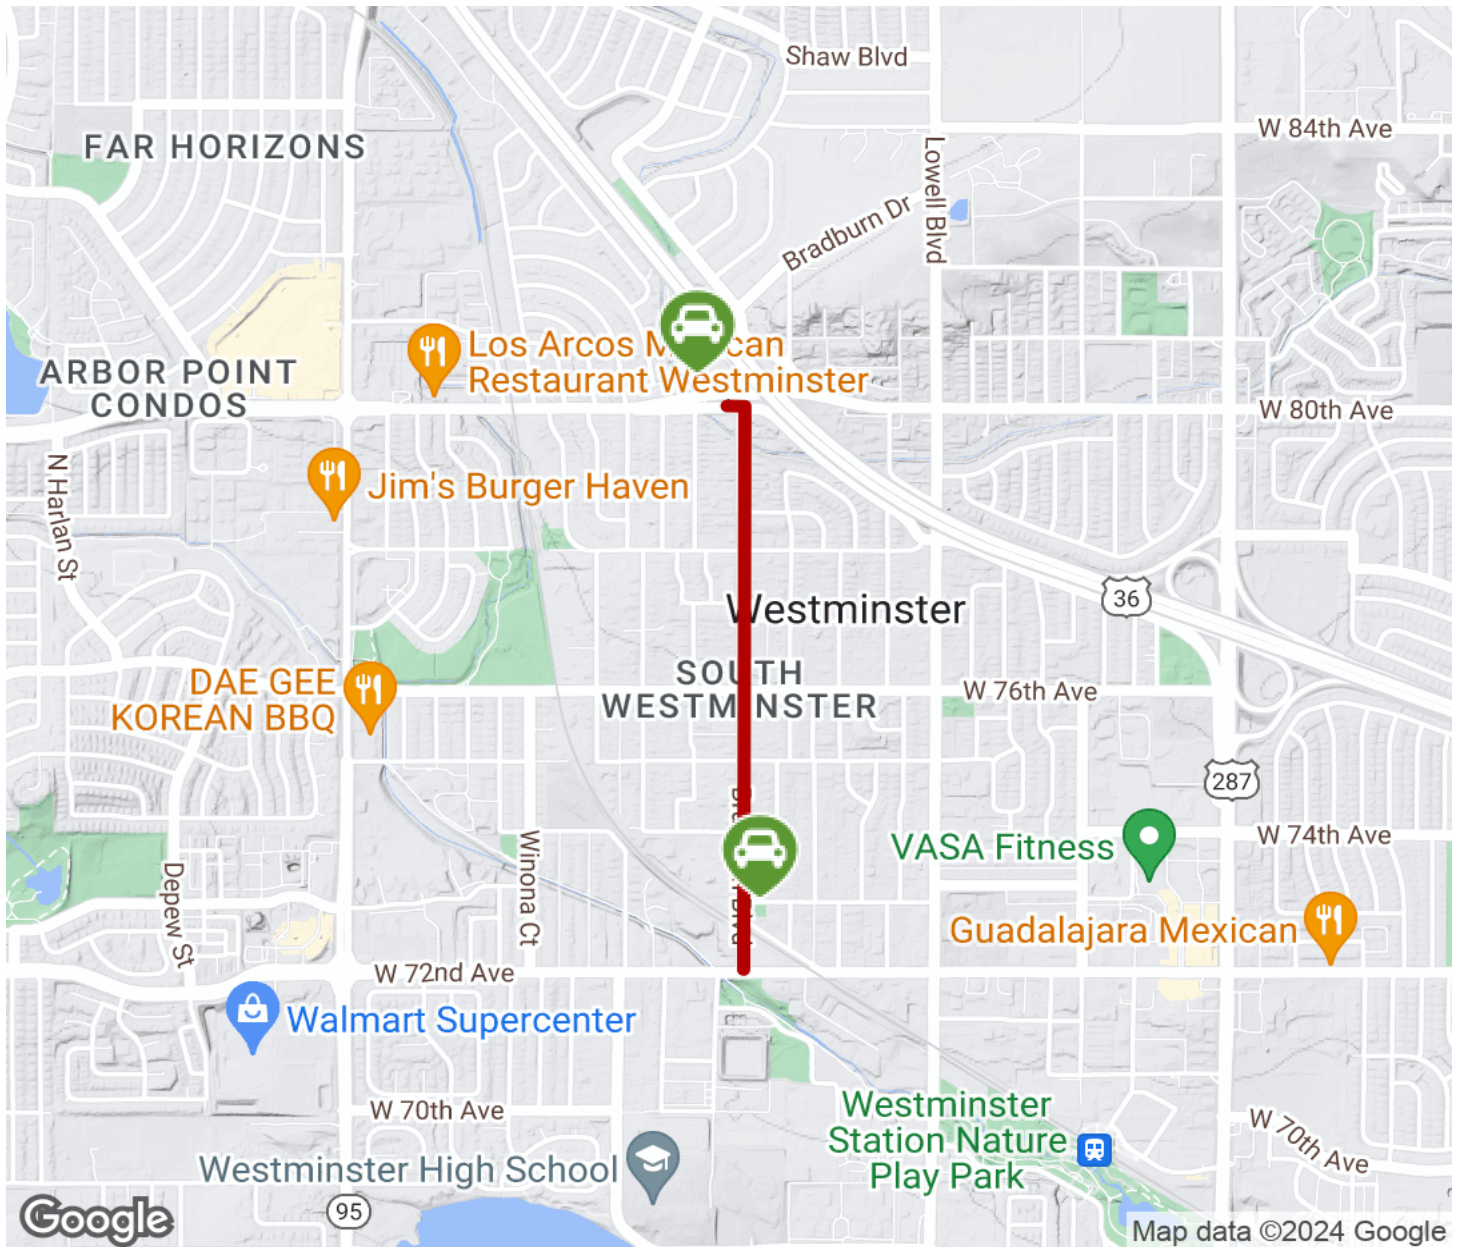 Shaw Blvd
W 84th Ave
FAR HORIZONS
Lowell Blvd
Bradburn Dr
Los Arcos M can
Restaurant Westminster
ARBOR POINT
CONDOS
W 80th Ave
N Harlan St
Jim's Burger Haven
36
Westminster
SOUTH
WESTMINSTER
DAE GEE
KOREAN BBQ
W 76th Ave
287
VASA Fitness
W 74th Ave
Winona Ct
Depew St
Blvd
Guadalajara Mexican
W 72nd Ave
Walmart Supercenter
W 70th Ave
Westminster
Station Nature
Play Park
W 70th Ave
Westminster High School
95
Google
Map data ©2024 Google